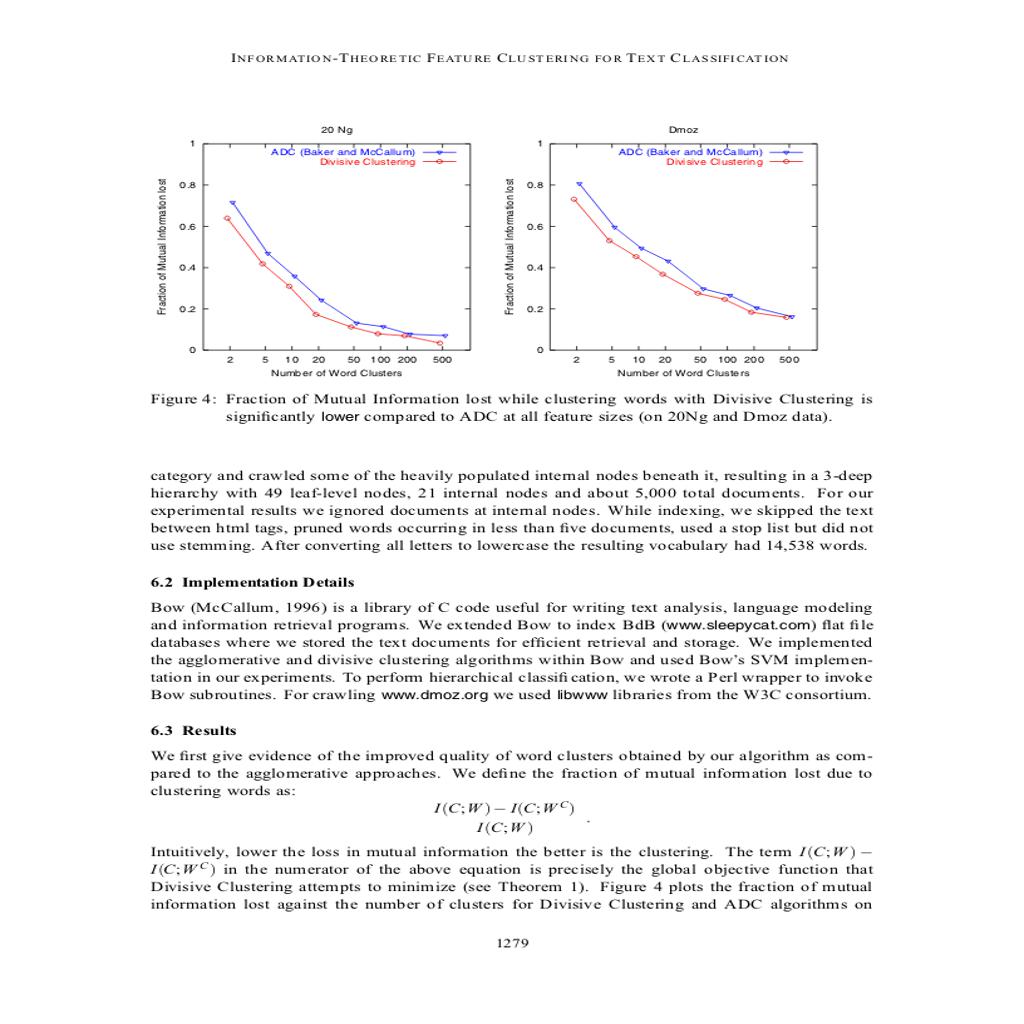 INFORMATION-THEORETIC FEATURE CLUSTERING FOR TEXT CLASSIFICATION
20 Ng
1
0.8
0.6
0.4
0.2
0
Fraction of Mutual Information lost
ADC (Baker and McCallum)
Divisive Clustering
2 5 10 20 50 100 200 500
Number of Word Clusters
Dmoz
1
0.8
0.6
0.4
0.2
0
Fraction of Mutual Information lost
ADC (Baker and McCallum)
Divisive Clustering
2 5 10 20 50 100 200 500
Number of Word Clusters
Figure 4: Fraction of Mutual Information lost while clustering words with Divisive Clustering is
significantly lower compared to ADC at all feature sizes (on 20Ng and Dmoz data).
category and crawled some of the heavily populated internal nodes beneath it, resulting in a 3-deep
hierarchy with 49 leaf-level nodes, 21 internal nodes and about 5,000 total documents. For our
experimental results we ignored documents at internal nodes. While indexing, we skipped the text
between html tags, pruned words occurring in less than five documents, used a stop list but did not
use stemming. After converting all letters to lowercase the resulting vocabulary had 14,538 words.
6.2 Implementation Details
Bow (McCallum, 1996) is a library of C code useful for writing text analysis, language modeling
and information retrieval programs. We extended Bow to index BdB (www.sleepycat.com) flat file
databases where we stored the text documents for efficient retrieval and storage. We implemented
the agglomerative and divisive clustering algorithms within Bow and used Bow's SVM implemen-
tation in our experiments. To perform hierarchical classification, we wrote a Perl wrapper to invoke
Bow subroutines. For crawling www.dmoz.org we used libwww libraries from the W3C consortium.
6.3 Results
We first give evidence of the improved quality of word clusters obtained by our algorithm as com-
pared to the agglomerative approaches. We define the fraction of mutual information lost due to
clustering words as:
I(C;W) − I(C;W^C)
I(C;W) .
Intuitively, lower the loss in mutual information the better is the clustering. The term I(C;W) −
I(C;W^C) in the numerator of the above equation is precisely the global objective function that
Divisive Clustering attempts to minimize (see Theorem 1). Figure 4 plots the fraction of mutual
information lost against the number of clusters for Divisive Clustering and ADC algorithms on
1279